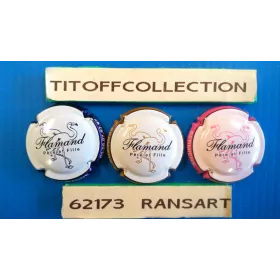 TITOFFCOLLECTION
Flamand
Père et Fille
Flamand
Père et Fille
Flamand
Père et Fille
62173 RANSART